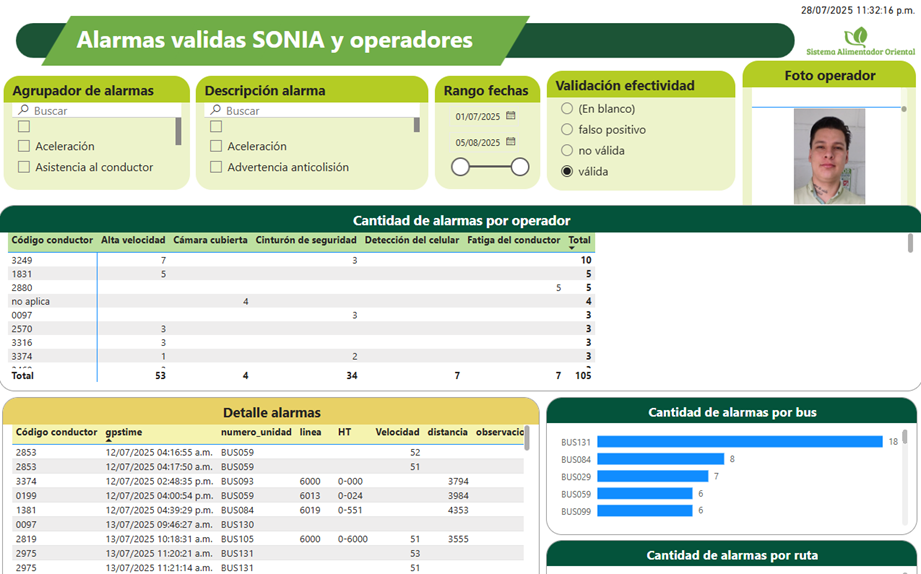 28/07/2025 11:32:16 p.m.
Alarmas validas SONIA y operadores
Sistema Alimentador Oriental
Agrupador de alarmas
Buscar
Aceleración
Asistencia al conductor
Descripción alarma
Buscar
Aceleración
Advertencia anticolisión
Rango fechas
01/07/2025
05/08/2025
Validación efectividad
(En blanco)
falso positivo
no válida
válida
Foto operador
Cantidad de alarmas por operador
Código conductor Alta velocidad Cámara cubierta Cinturón de seguridad Detección del celular Fatiga del conductor Total
3249 7 3 10
1831 5 5
2880 5 5
no aplica 4 4
0097 3 3
2570 3 3
3316 3 3
3374 1 2 3
Total 53 4 34 7 7 105
Detalle alarmas
Código conductor gpstime numero_unidad linea HT Velocidad distancia observacio
2853 12/07/2025 04:16:55 a.m. BUS059 52
2853 12/07/2025 04:17:50 a.m. BUS059 51
3374 12/07/2025 02:48:35 p.m. BUS093 6000 0-000 3794
0199 12/07/2025 04:00:54 p.m. BUS059 6013 0-024 3984
1381 12/07/2025 04:39:29 p.m. BUS084 6019 0-551 4353
0097 13/07/2025 09:46:27 a.m. BUS130
2819 13/07/2025 10:18:31 a.m. BUS105 6000 0-6000 51 3555
2975 13/07/2025 11:20:21 a.m. BUS131 53
2975 13/07/2025 11:21:14 a.m. BUS131 51
Cantidad de alarmas por bus
BUS131 18
BUS084 8
BUS029 7
BUS059 6
BUS099 6
Cantidad de alarmas por ruta